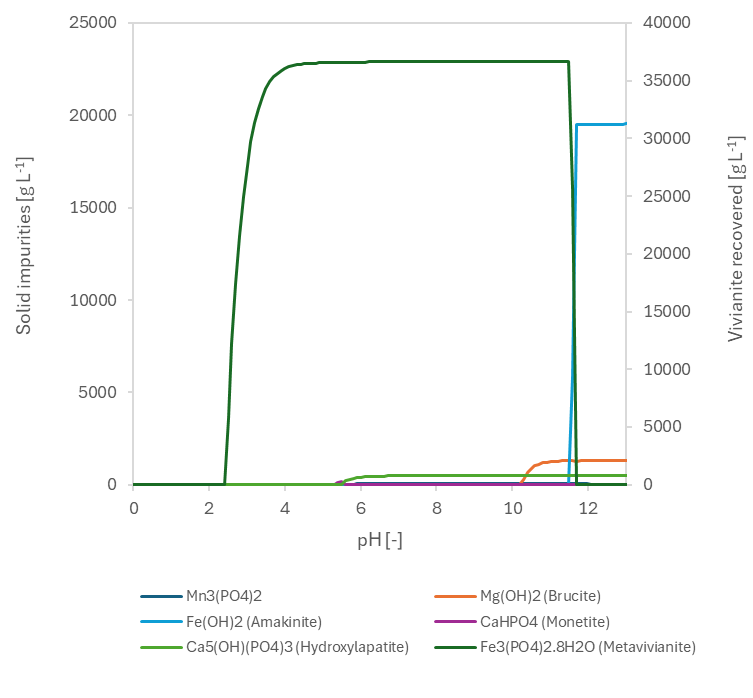 25000
20000
15000
10000
5000
0
Solid impurities [g L-1]
40000
35000
30000
25000
20000
15000
10000
5000
0
Vivianite recovered [g L-1]
0 2 4 6 8 10 12
pH [-]
Mn3(PO4)2
Mg(OH)2 (Brucite)
Fe(OH)2 (Amakinite)
CaHPO4 (Monetite)
Ca5(OH)(PO4)3 (Hydroxylapatite)
Fe3(PO4)2.8H2O (Metavivianite)